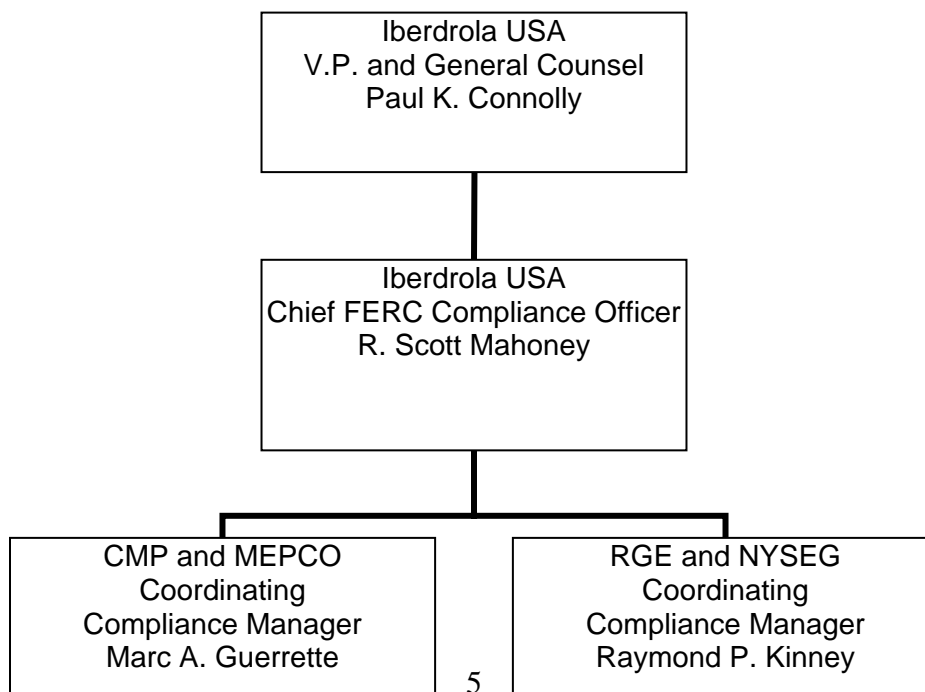 Iberdrola USA
V.P. and General Counsel
Paul K. Connolly
Iberdrola USA
Chief FERC Compliance Officer
R. Scott Mahoney
CMP and MEPCO
Coordinating
Compliance Manager
Marc A. Guerrette
RGE and NYSEG
Coordinating
Compliance Manager
Raymond P. Kinney
5